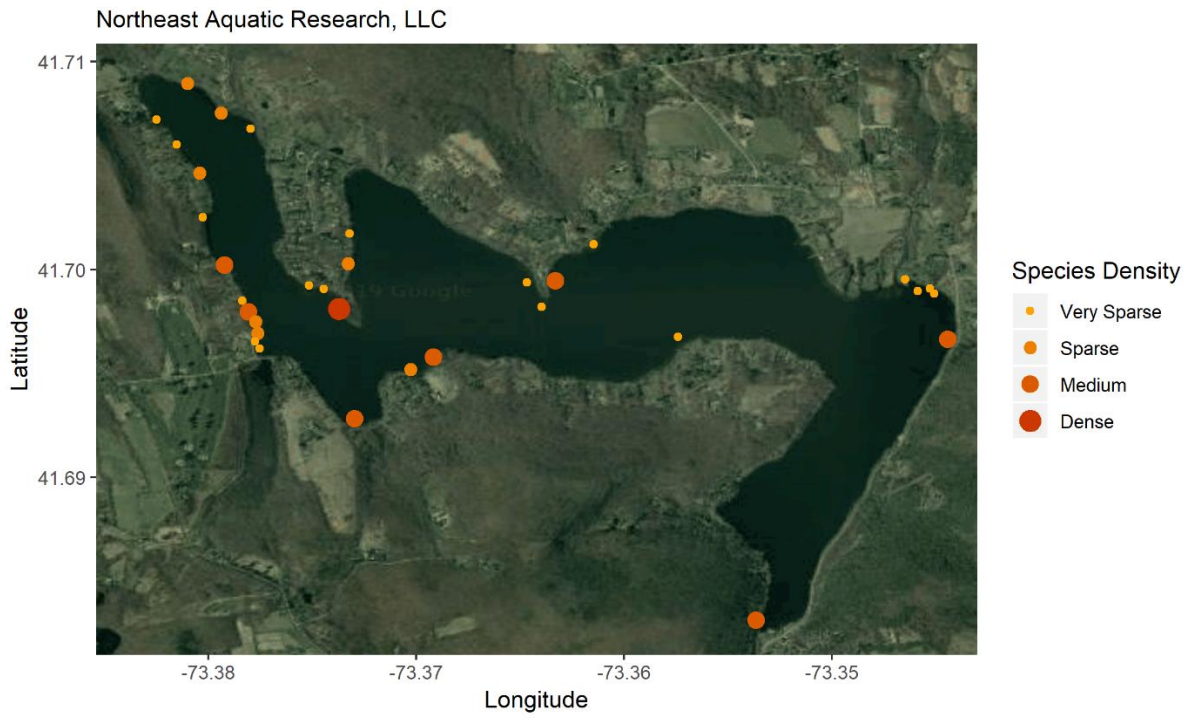 Northeast Aquatic Research, LLC
41.71
41.70
41.69
Latitude
-73.38
-73.37
-73.36
-73.35
Longitude
Species Density
Very Sparse
Sparse
Medium
Dense
Google